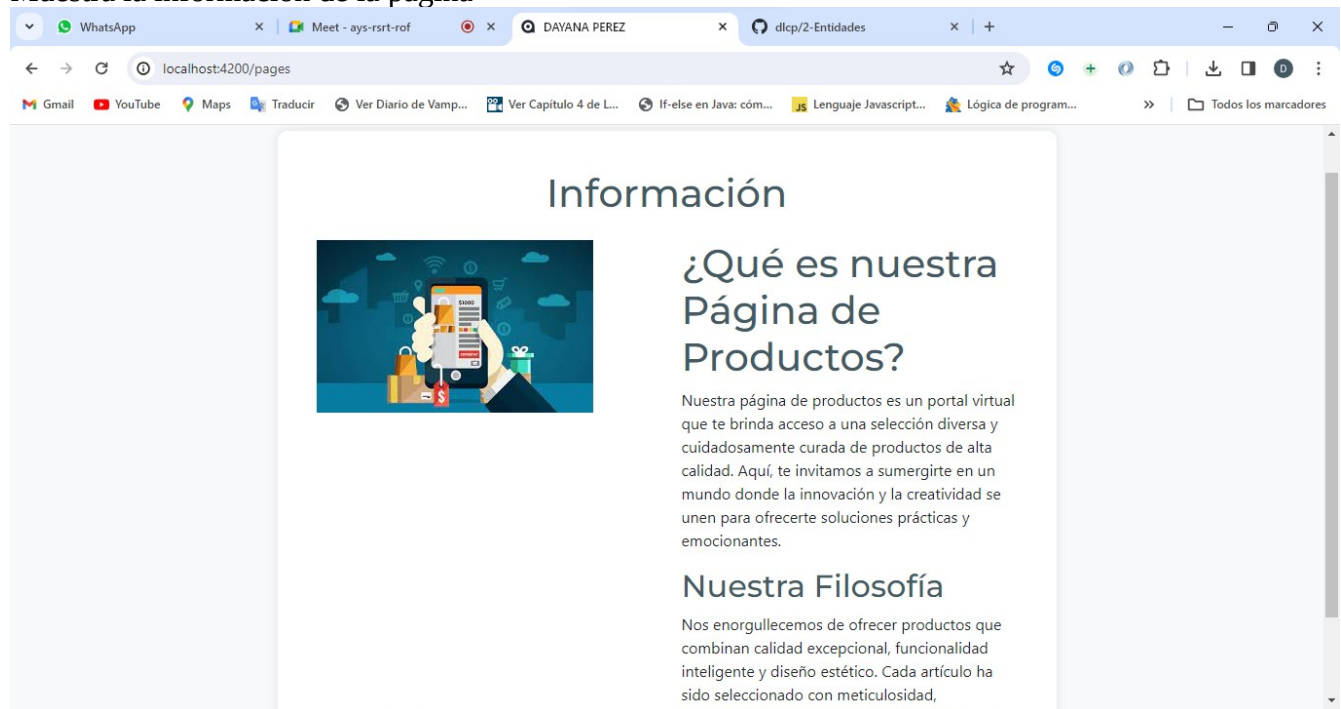 Muestra la información de la página
WhatsApp
Meet - ays-rsrt-rof
DAYANA PEREZ
dlcp/2-Entidades
localhost:4200/pages
D
Gmail
YouTube
Maps
Traducir
Ver Diario de Vamp...
Ver Capítulo 4 de L...
If-else en Java: cóm...
JS Lenguaje Javascript...
Lógica de program...
»
Todos los marcadores
Información
$1000
$
¿Qué es nuestra
Página de
Productos?
Nuestra página de productos es un portal virtual
que te brinda acceso a una selección diversa y
cuidadosamente curada de productos de alta
calidad. Aquí, te invitamos a sumergirte en un
mundo donde la innovación y la creatividad se
unen para ofrecerte soluciones prácticas y
emocionantes.
Nuestra Filosofía
Nos enorgullecemos de ofrecer productos que
combinan calidad excepcional, funcionalidad
inteligente y diseño estético. Cada artículo ha
sido seleccionado con meticulosidad,